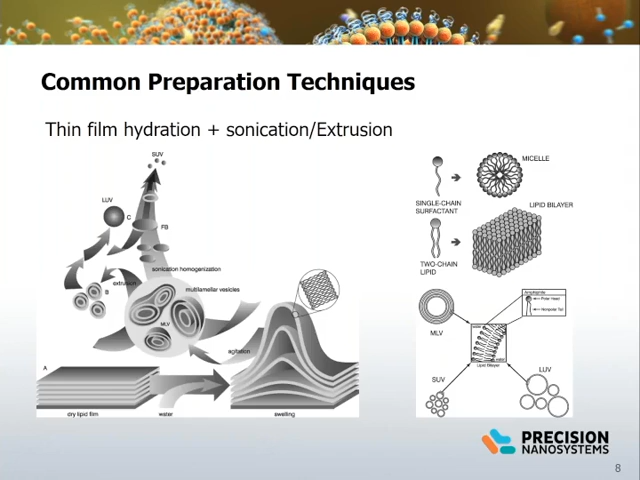 Common Preparation Techniques
Thin film hydration + sonication/Extrusion
SUV
LUV
C
FB
sonication homogenization
extrusion
B
multilamellar vesicles
MLV
agitation
A
dry lipid film
water
swelling
MICELLE
SINGLE-CHAIN
SURFACTANT
LIPID BILAYER
TWO-CHAIN
LIPID
MLV
Polar Head
Nonpolar Tail
water
Lipid Bilayer
SUV
LUV
PRECISION
NANOSYSTEMS
8